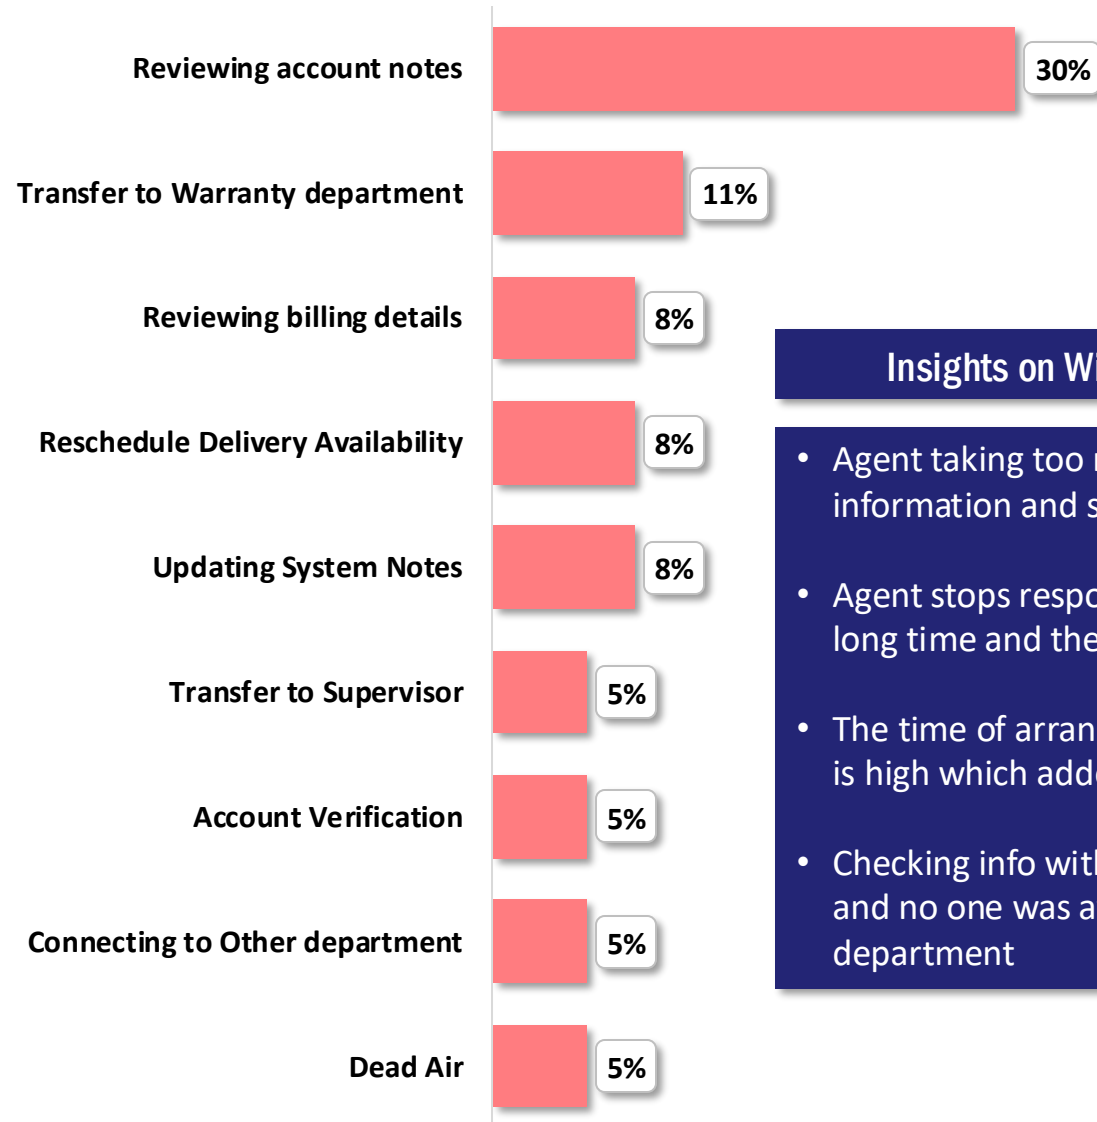 Reviewing account notes
30%
Transfer to Warranty department
11%
Reviewing billing details
8%
Reschedule Delivery Availability
8%
Updating System Notes
8%
Transfer to Supervisor
5%
Account Verification
5%
Connecting to Other department
5%
Dead Air
5%
Insights on
• Agent taking too
information and
• Agent stops
long time and
• The time of
is high which
• Checking info
and no one was
department